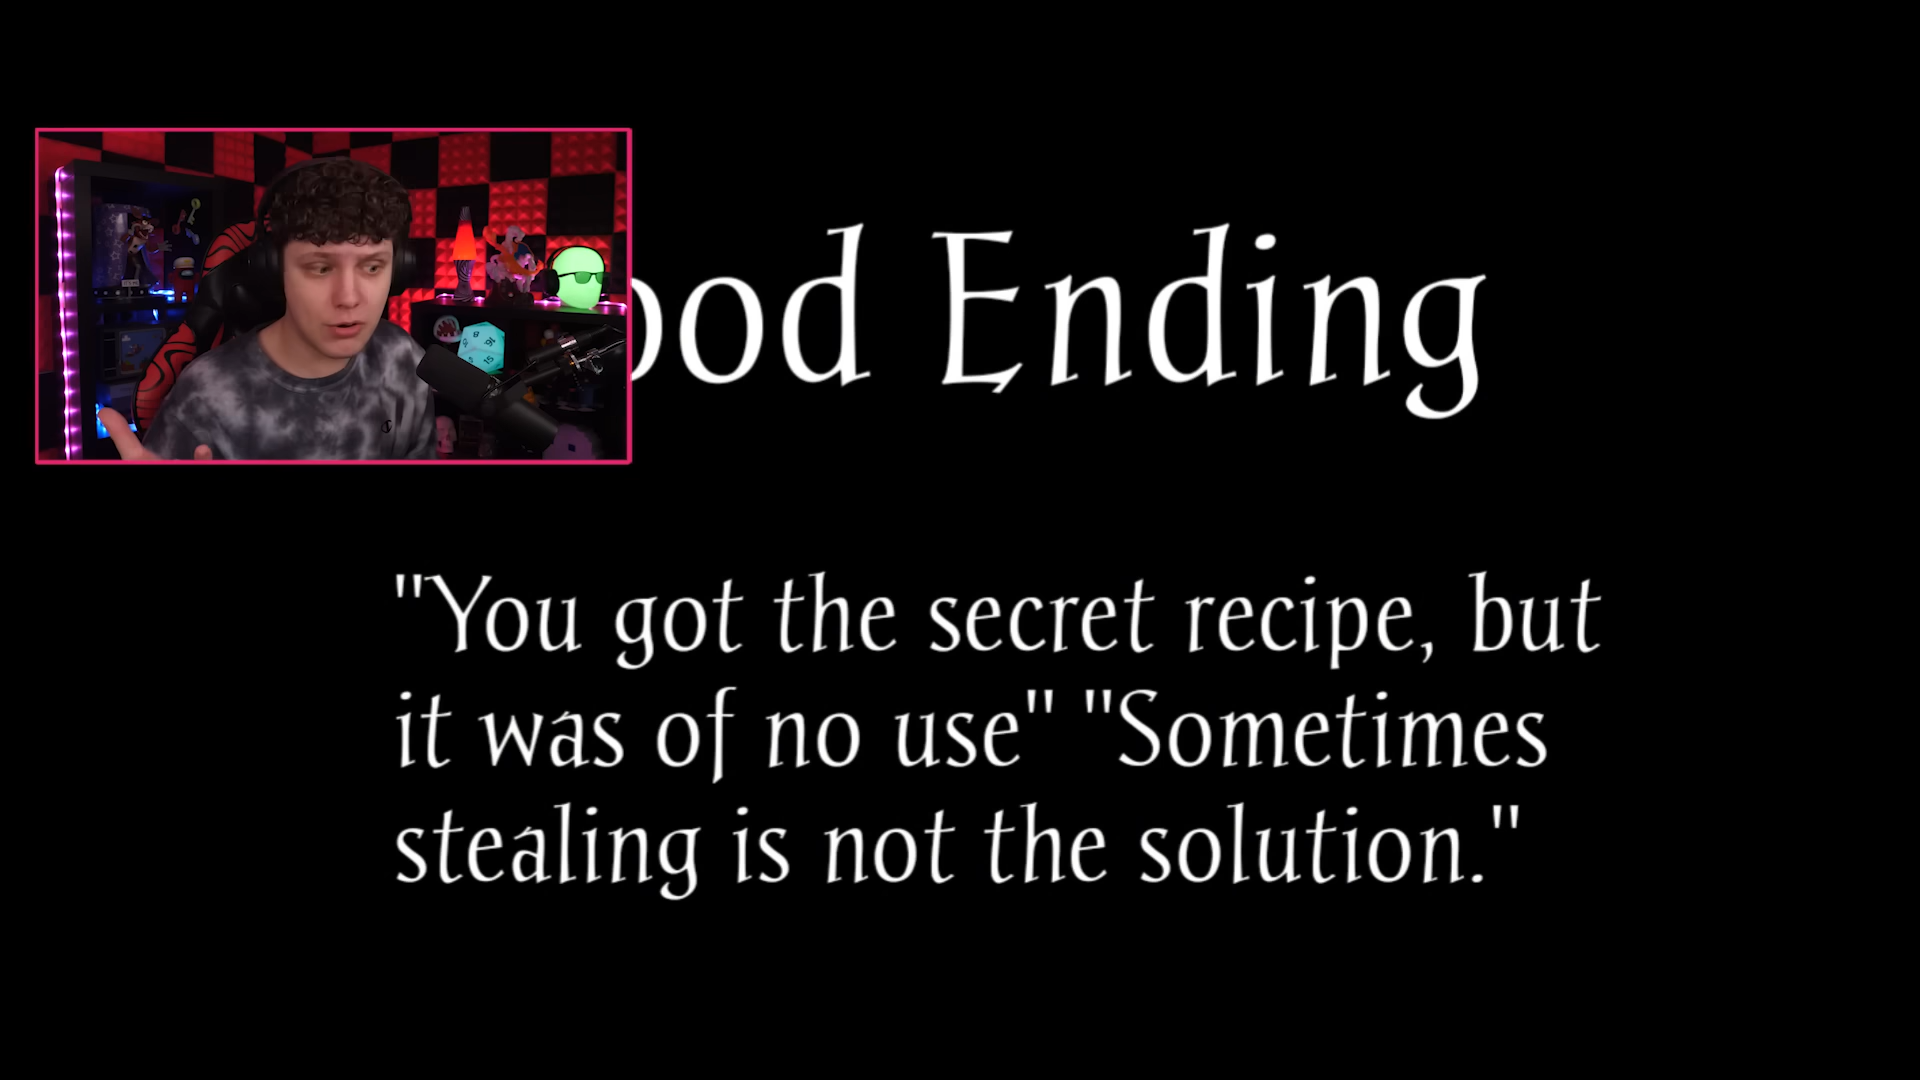 ood Ending
"You got the secret recipe, but
it was of no use" "Sometimes
stealing is not the solution."